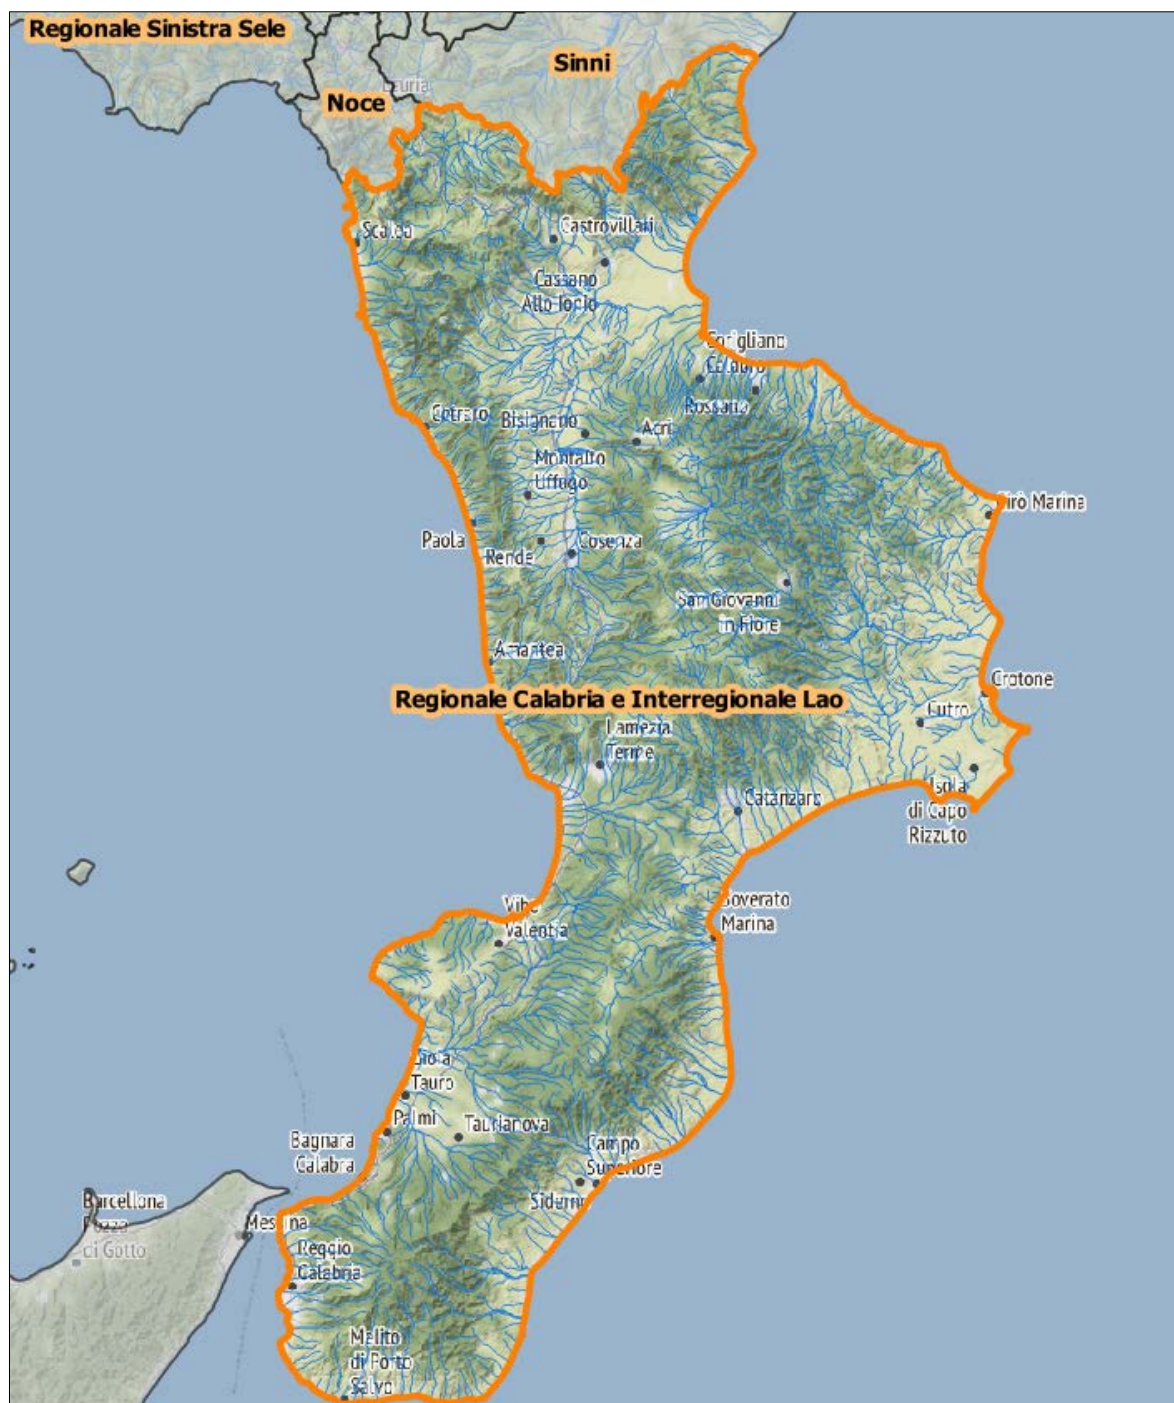 Regionale Sinistra Sele
Sinni
Lauria
Noce
Scalea
Castrovillari
Cassano
Allo Ionio
Corigliano
Calabro
Rossano
Cetraro
Bisignano
Acri
Montalto
Uffugo
Cirò Marina
Paola
Rende
Cosenza
San Giovanni
in Fiore
Amantea
Crotone
Regionale Calabria e Interregionale Lao
Cutro
Lamezia
Terme
Isola
di Capo
Rizzuto
Catanzaro
Vibo
Valentia
Soverato
Marina
Gioia
Tauro
Palmi
Taurianova
Bagnara
Calabra
Campo
Superiore
Siderno
Barcellona
Pozzo
di Gotto
Messina
Reggio
Calabria
Melito
di Porto
Salvo